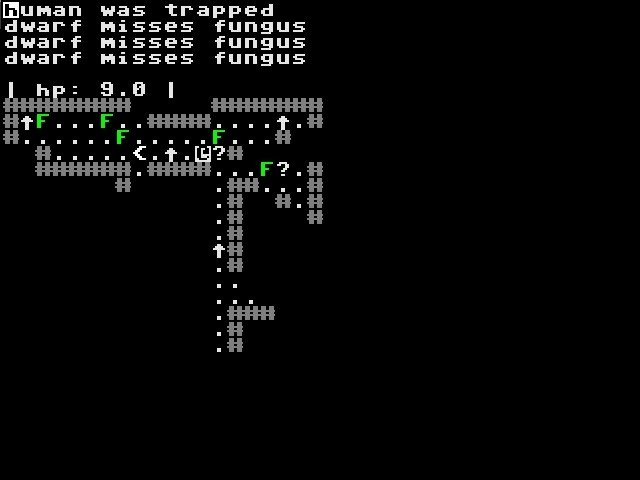 human was trapped
dwarf misses fungus
dwarf misses fungus
dwarf misses fungus
| hp: 9.0 |